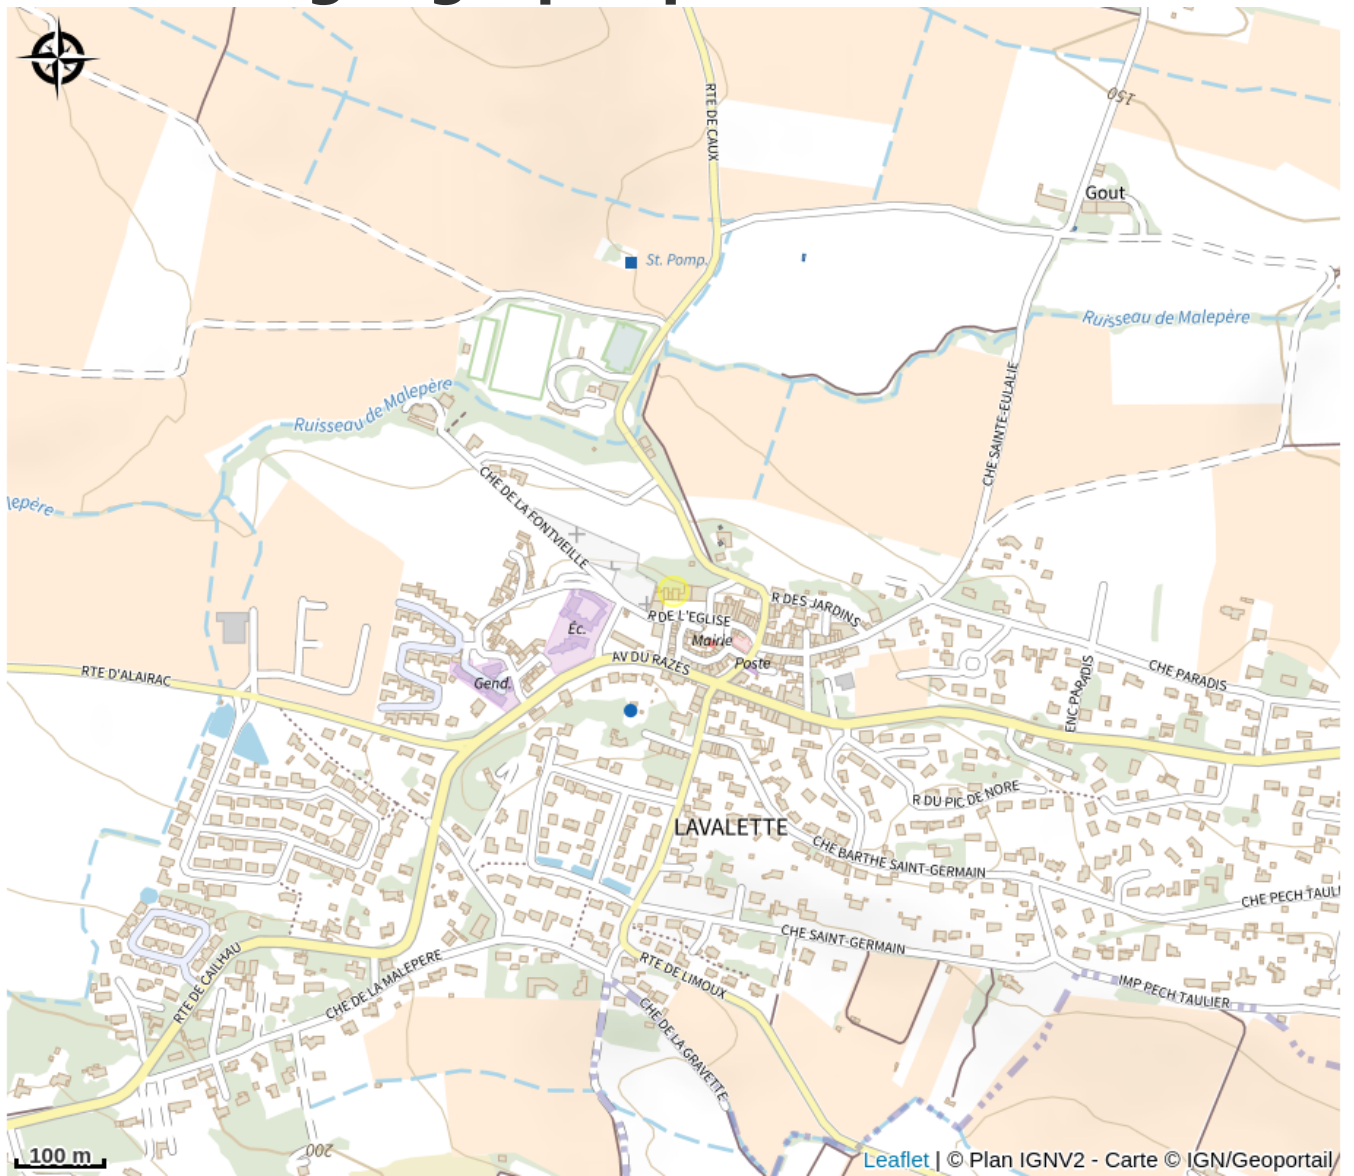 RTE DE CAUX
150
Gout
St. Pomp.
Ruisseau de Malepère
Ruisseau de Malepère
CHE SAINTE-EULALIE
CHE DE LA FONTVIEILLE
lepère
R DES JARDINS
R DE L'EGLISE
Éc.
Mairie
AV DU RAZES
Poste
RTE D'ALAIRAC
Gend.
CHE PARADIS
ENC PARADIS
R DU PIC DE NORE
LAVALETTE
CHE BARTHE SAINT-GERMAIN
CHE PECH TAULI
CHE SAINT-GERMAIN
RTE DE CAILHAU
CHE DE LA MALEPERE
RTE DE LIMOUX
IMP PECH TAULIER
CHE DE LA GRAVETTE
200
100 m
Leaflet | © Plan IGNV2 - Carte © IGN/Geoportail